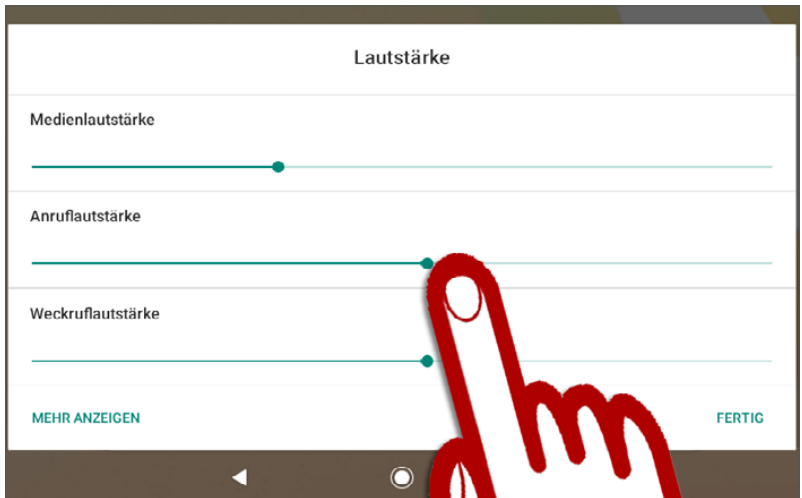 Lautstärke
Medienlautstärke
Anruflautstärke
Weckruflautstärke
MEHR ANZEIGEN
FERTIG